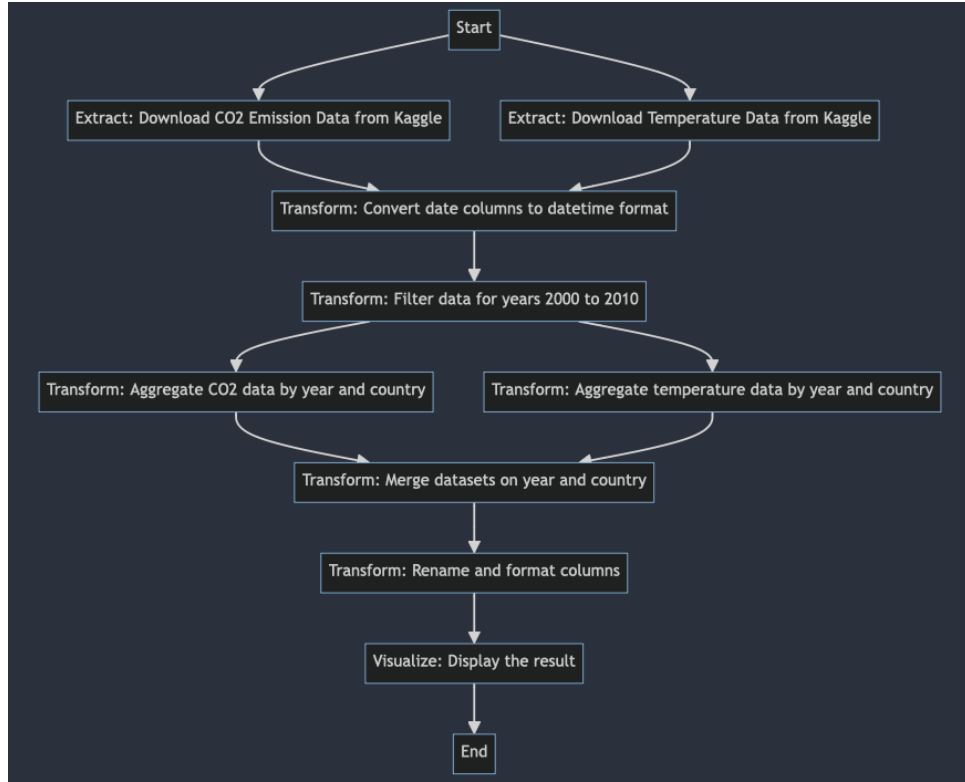 Start
Extract: Download CO2 Emission Data from Kaggle
Extract: Download Temperature Data from Kaggle
Transform: Convert date columns to datetime format
Transform: Filter data for years 2000 to 2010
Transform: Aggregate CO2 data by year and country
Transform: Aggregate temperature data by year and country
Transform: Merge datasets on year and country
Transform: Rename and format columns
Visualize: Display the result
End